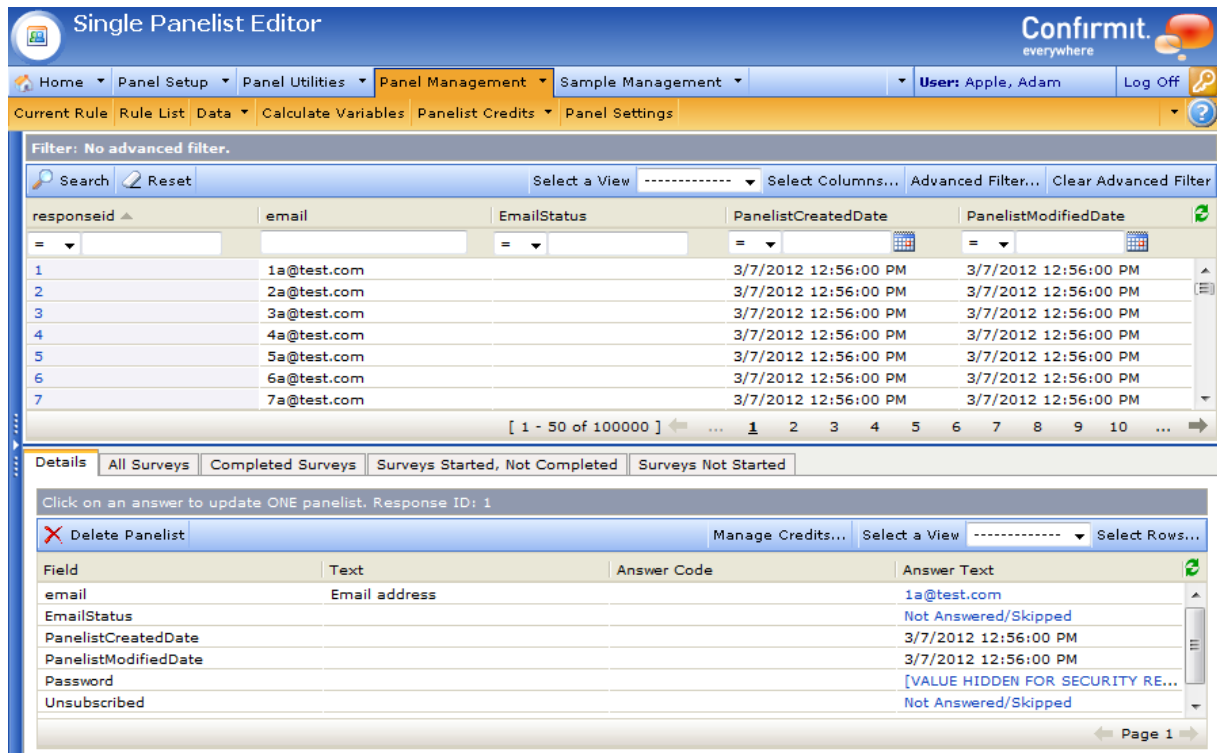 Single Panelist Editor
Confirmit.
everywhere
Home Panel Setup Panel Utilities Panel Management Sample Management User: Apple, Adam Log Off
Current Rule Rule List Data Calculate Variables Panelist Credits Panel Settings
Filter: No advanced filter.
Search Reset Select a View ------------- Select Columns... Advanced Filter... Clear Advanced Filter
responseid email EmailStatus PanelistCreatedDate PanelistModifiedDate
= = = =
1 1a@test.com 3/7/2012 12:56:00 PM 3/7/2012 12:56:00 PM
2 2a@test.com 3/7/2012 12:56:00 PM 3/7/2012 12:56:00 PM
3 3a@test.com 3/7/2012 12:56:00 PM 3/7/2012 12:56:00 PM
4 4a@test.com 3/7/2012 12:56:00 PM 3/7/2012 12:56:00 PM
5 5a@test.com 3/7/2012 12:56:00 PM 3/7/2012 12:56:00 PM
6 6a@test.com 3/7/2012 12:56:00 PM 3/7/2012 12:56:00 PM
7 7a@test.com 3/7/2012 12:56:00 PM 3/7/2012 12:56:00 PM
[ 1 - 50 of 100000 ] ... 1 2 3 4 5 6 7 8 9 10 ...
Details All Surveys Completed Surveys Surveys Started, Not Completed Surveys Not Started
Click on an answer to update ONE panelist. Response ID: 1
Delete Panelist Manage Credits... Select a View ------------- Select Rows...
Field Text Answer Code Answer Text
email Email address 1a@test.com
EmailStatus Not Answered/Skipped
PanelistCreatedDate 3/7/2012 12:56:00 PM
PanelistModifiedDate 3/7/2012 12:56:00 PM
Password [VALUE HIDDEN FOR SECURITY RE...
Unsubscribed Not Answered/Skipped
Page 1